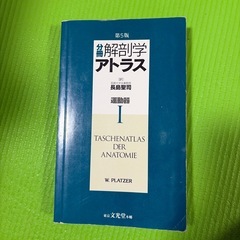 第5版
分冊 解剖学
アトラス
訳
長島聖司
運動器
I
TASCHENATLAS
DER
ANATOMIE
W. PLATZER
文光堂